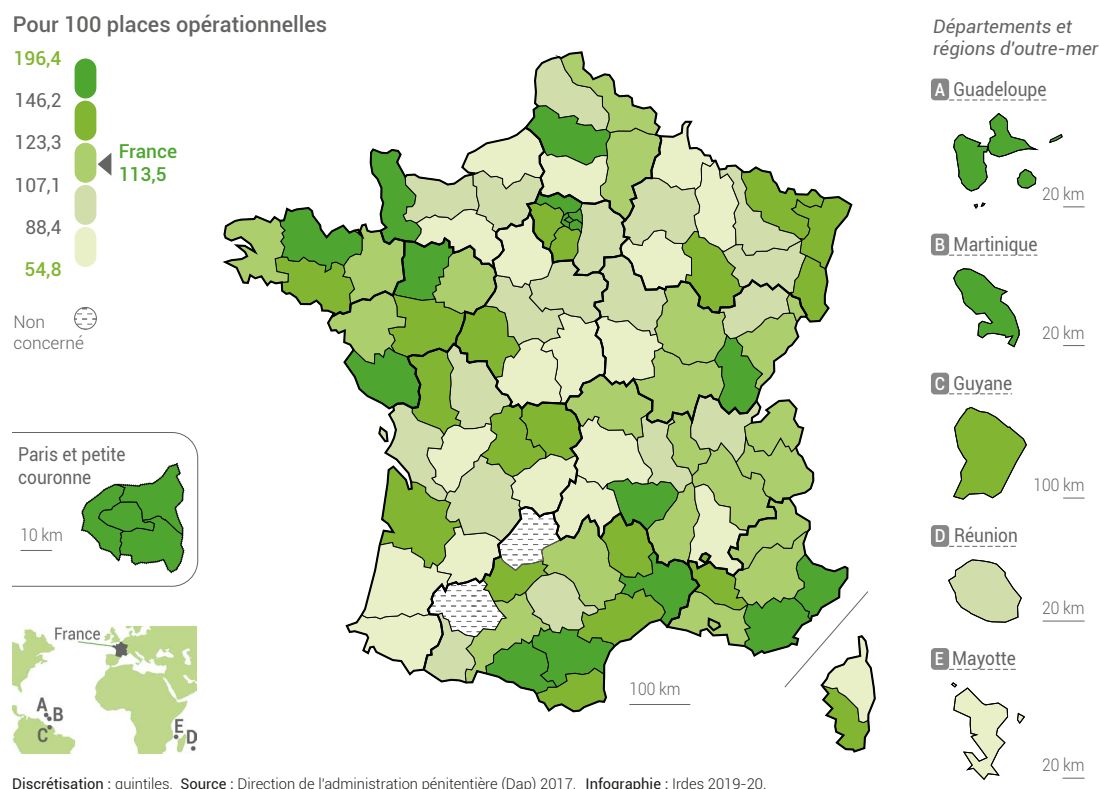 Pour 100 places opérationnelles
196,4
146,2
123,3
107,1
88,4
54,8
France
113,5
Non
concerné
Paris et petite
couronne
10 km
France
A
B
C
E
D
100 km
Départements et
régions d'outre-mer
A Guadeloupe
20 km
B Martinique
20 km
C Guyane
100 km
D Réunion
20 km
E Mayotte
20 km
Discrétisation : quintiles. Source : Direction de l'administration pénitentière (Dap) 2017. Infographie : Irdes 2019-20.